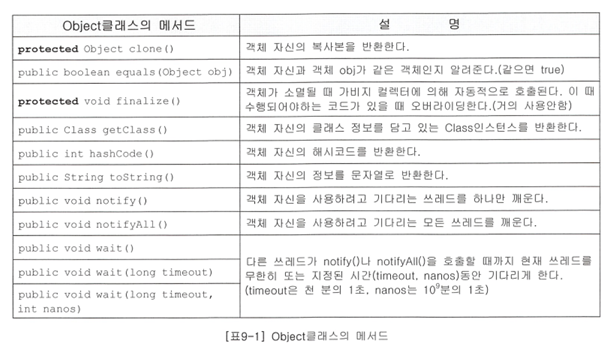 Object클래스의 메서드	설 명
protected Object clone()	객체 자신의 복사본을 반환한다.
public boolean equals(Object obj)	객체 자신과 객체 obj가 같은 객체인지 알려준다.(같으면 true)
protected void finalize()	객체가 소멸될 때 가비지 컬렉터에 의해 자동적으로 호출된다. 이 때
수행되어야하는 코드가 있을 때 오버라이딩한다.(거의 사용안함)
public Class getClass()	객체 자신의 클래스 정보를 담고 있는 Class인스턴스를 반환한다.
public int hashCode()	객체 자신의 해시코드를 반환한다.
public String toString()	객체 자신의 정보를 문자열로 반환한다.
public void notify()	객체 자신을 사용하려고 기다리는 쓰레드를 하나만 깨운다.
public void notifyAll()	객체 자신을 사용하려고 기다리는 모든 쓰레드를 깨운다.
public void wait()
public void wait(long timeout)
public void wait(long timeout,
int nanos)
다른 쓰레드가 notify()나 notifyAll()을 호출할 때까지 현재 쓰레드를
무한히 또는 지정된 시간(timeout, nanos)동안 기다리게 한다.
(timeout은 천 분의 1초, nanos는 10⁹분의 1초)
[표9-1] Object클래스의 메서드